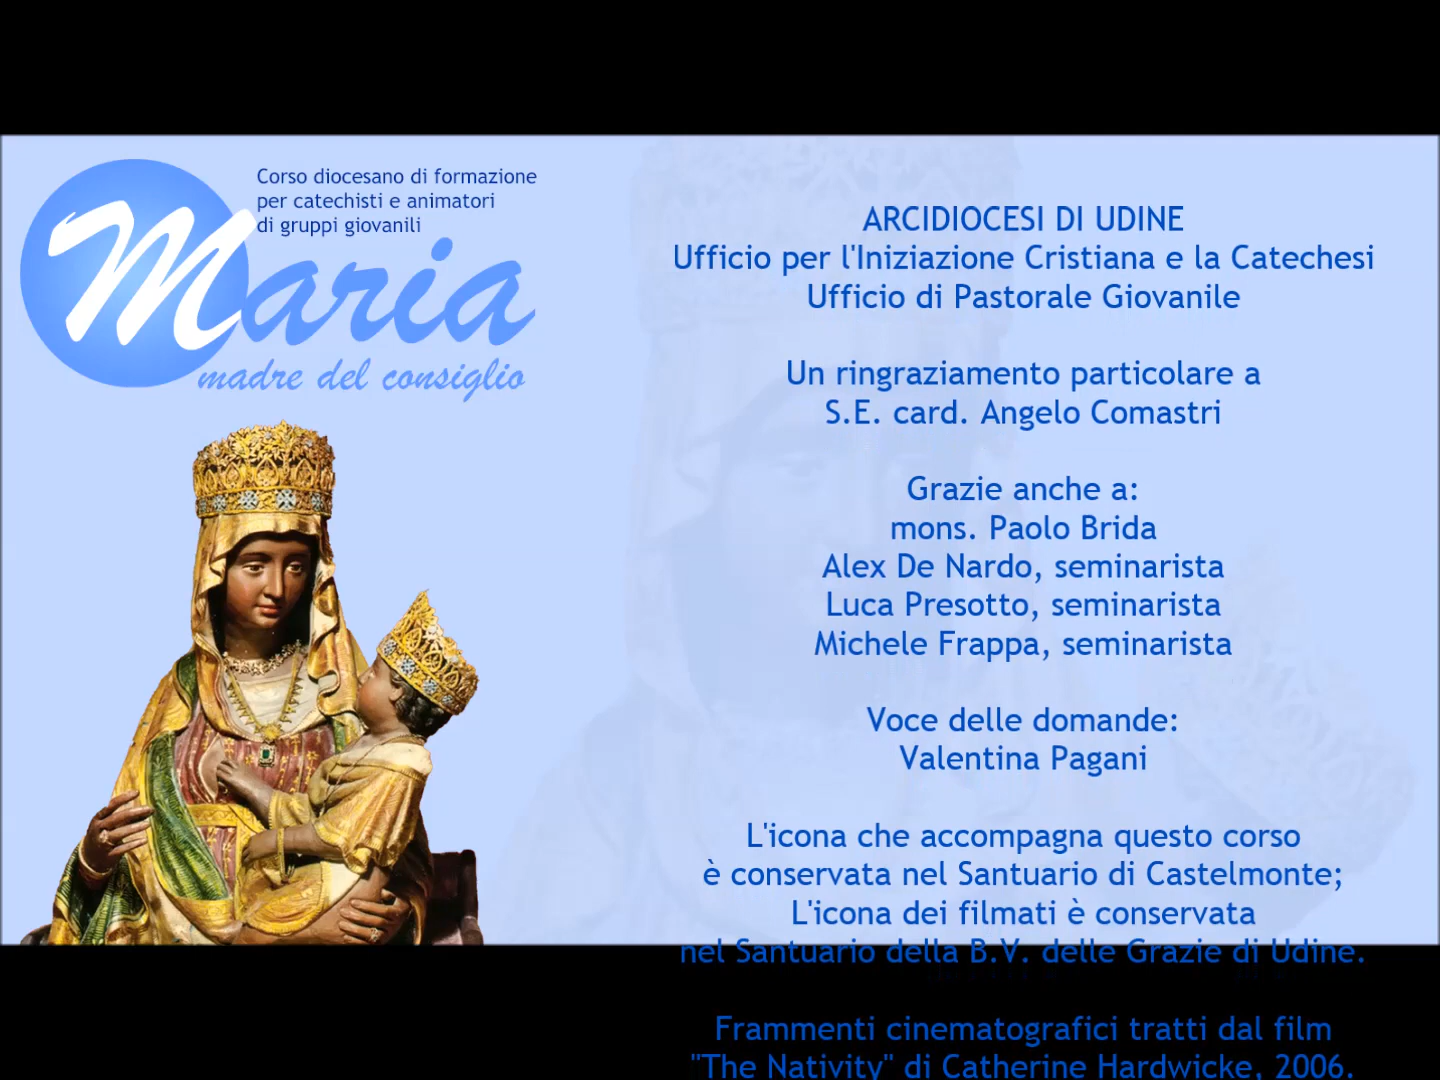 Corso diocesano di formazione
per catechisti e animatori
di gruppi giovanili
Maria
madre del consiglio
ARCIDIOCESI DI UDINE
Ufficio per l'Iniziazione Cristiana e la Catechesi
Ufficio di Pastorale Giovanile
Un ringraziamento particolare a
S.E. card. Angelo Comastri
Grazie anche a:
mons. Paolo Brida
Alex De Nardo, seminarista
Luca Presotto, seminarista
Michele Frappa, seminarista
Voce delle domande:
Valentina Pagani
L'icona che accompagna questo corso
è conservata nel Santuario di Castelmonte;
L'icona dei filmati è conservata
nel Santuario della B.V. delle Grazie di Udine.
Frammenti cinematografici tratti dal film
"The Nativity" di Catherine Hardwicke, 2006.